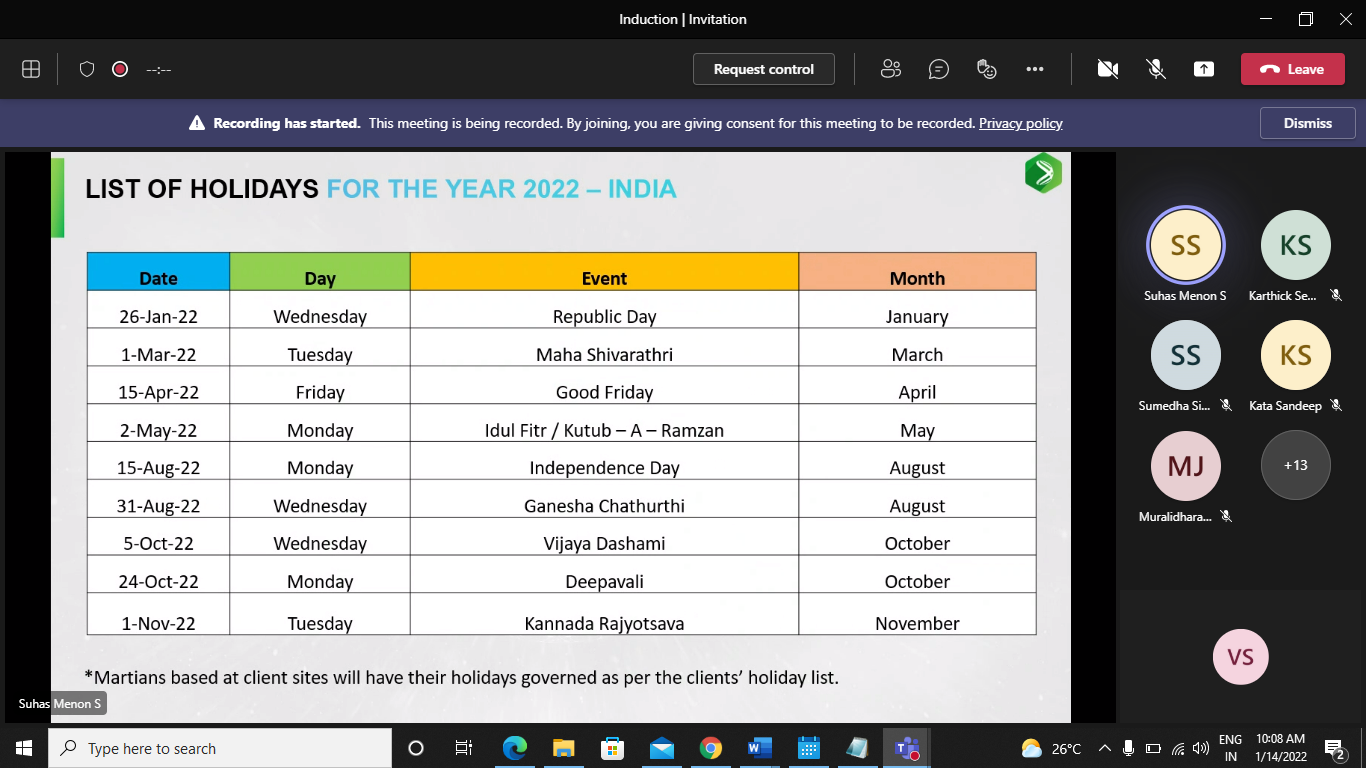 Induction | Invitation
--:--
Request control
Leave
Recording has started. This meeting is being recorded. By joining, you are giving consent for this meeting to be recorded. Privacy policy
Dismiss
LIST OF HOLIDAYS FOR THE YEAR 2022 – INDIA
Date Day Event Month
26-Jan-22 Wednesday Republic Day January
1-Mar-22 Tuesday Maha Shivarathri March
15-Apr-22 Friday Good Friday April
2-May-22 Monday Idul Fitr / Kutub – A – Ramzan May
15-Aug-22 Monday Independence Day August
31-Aug-22 Wednesday Ganesha Chathurthi August
5-Oct-22 Wednesday Vijaya Dashami October
24-Oct-22 Monday Deepavali October
1-Nov-22 Tuesday Kannada Rajyotsava November
*Martians based at client sites will have their holidays governed as per the clients’ holiday list.
Suhas Menon S
SS KS
Suhas Menon S Karthick Se...
SS KS
Sumedha Si... Kata Sandeep
MJ +13
Muralidhara...
VS
Type here to search
26°C
ENG
IN
10:08 AM
1/14/2022
2